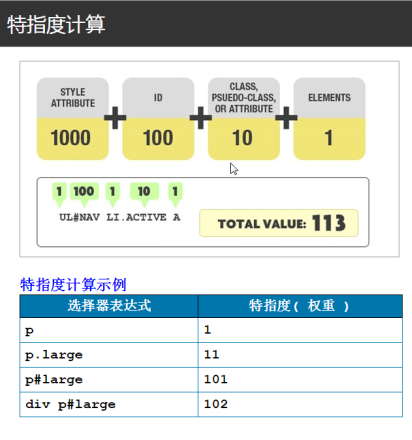 特指度计算
STYLE ATTRIBUTE
1000
+
ID
100
+
CLASS, PSUEDO-CLASS, OR ATTRIBUTE
10
+
ELEMENTS
1
1 100 1 10 1
UL#NAV LI.ACTIVE A
TOTAL VALUE: 113
特指度计算示例
选择器表达式 特指度( 权重 )
p 1
p.large 11
p#large 101
div p#large 102